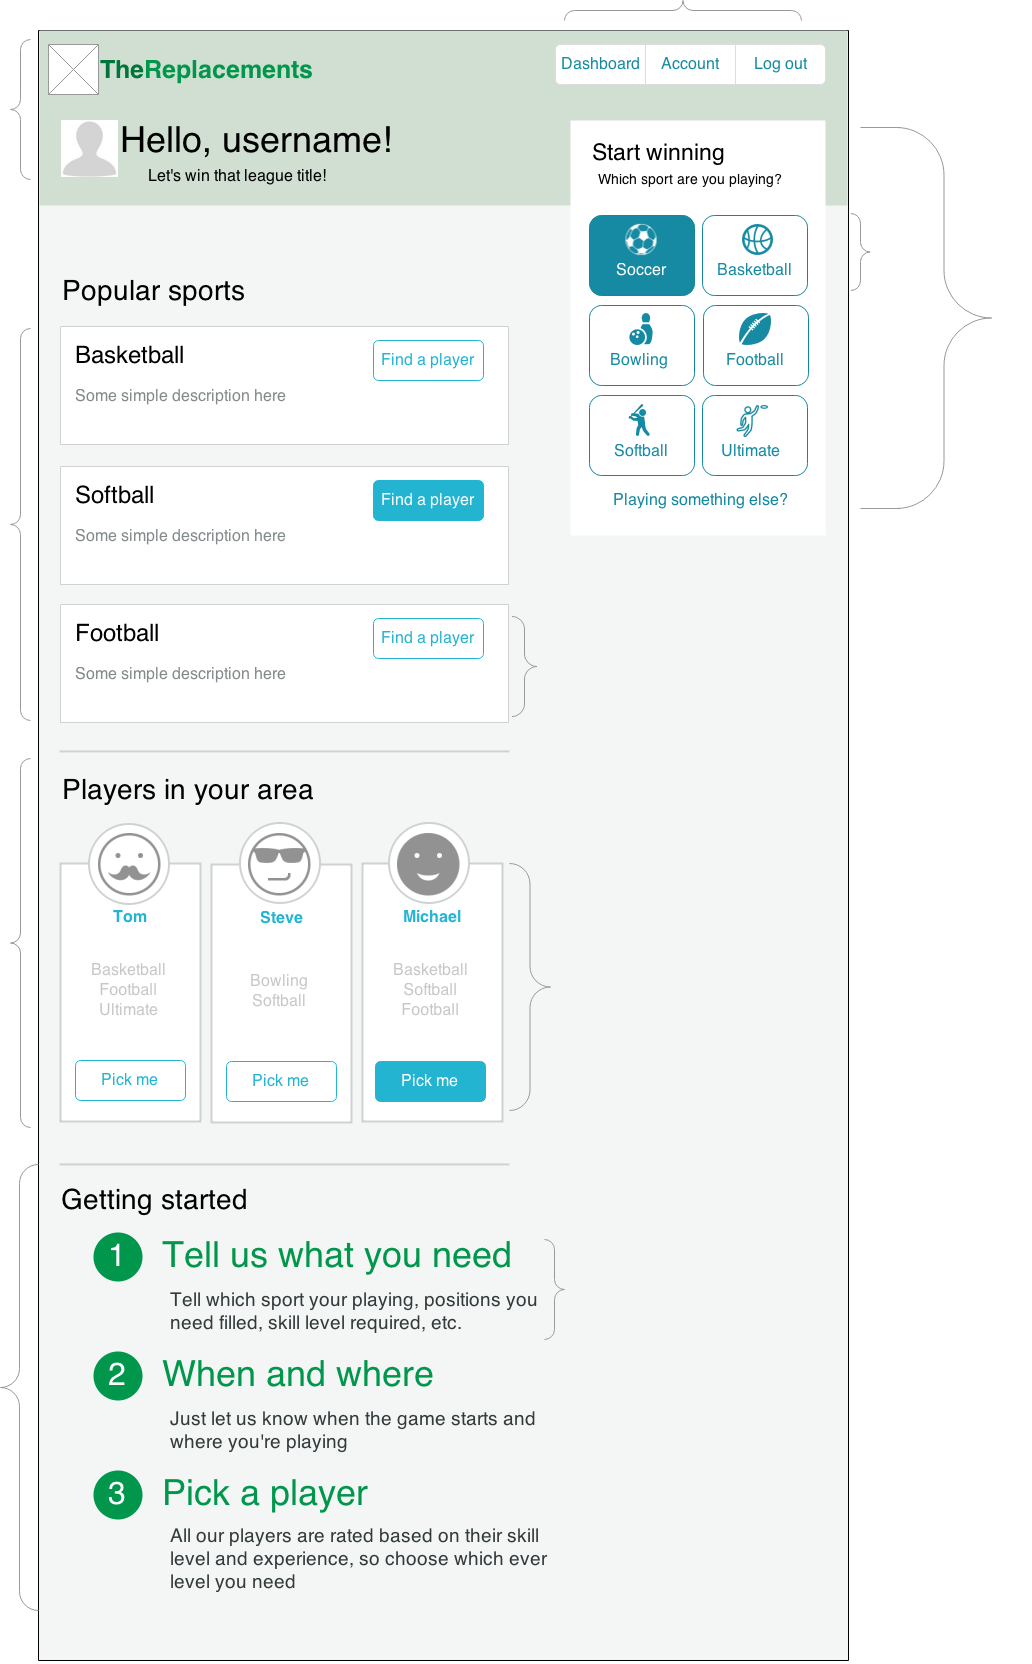 TheReplacements
Dashboard
Account
Log out
Hello, username!
Let's win that league title!
Start winning
Which sport are you playing?
Soccer
Basketball
Bowling
Football
Softball
Ultimate
Playing something else?
Popular sports
Basketball
Find a player
Some simple description here
Softball
Find a player
Some simple description here
Football
Find a player
Some simple description here
Players in your area
Tom
Basketball
Football
Ultimate
Pick me
Steve
Bowling
Softball
Pick me
Michael
Basketball
Softball
Football
Pick me
Getting started
1 Tell us what you need
Tell which sport your playing, positions you
need filled, skill level required, etc.
2 When and where
Just let us know when the game starts and
where you're playing
3 Pick a player
All our players are rated based on their skill
level and experience, so choose which ever
level you need